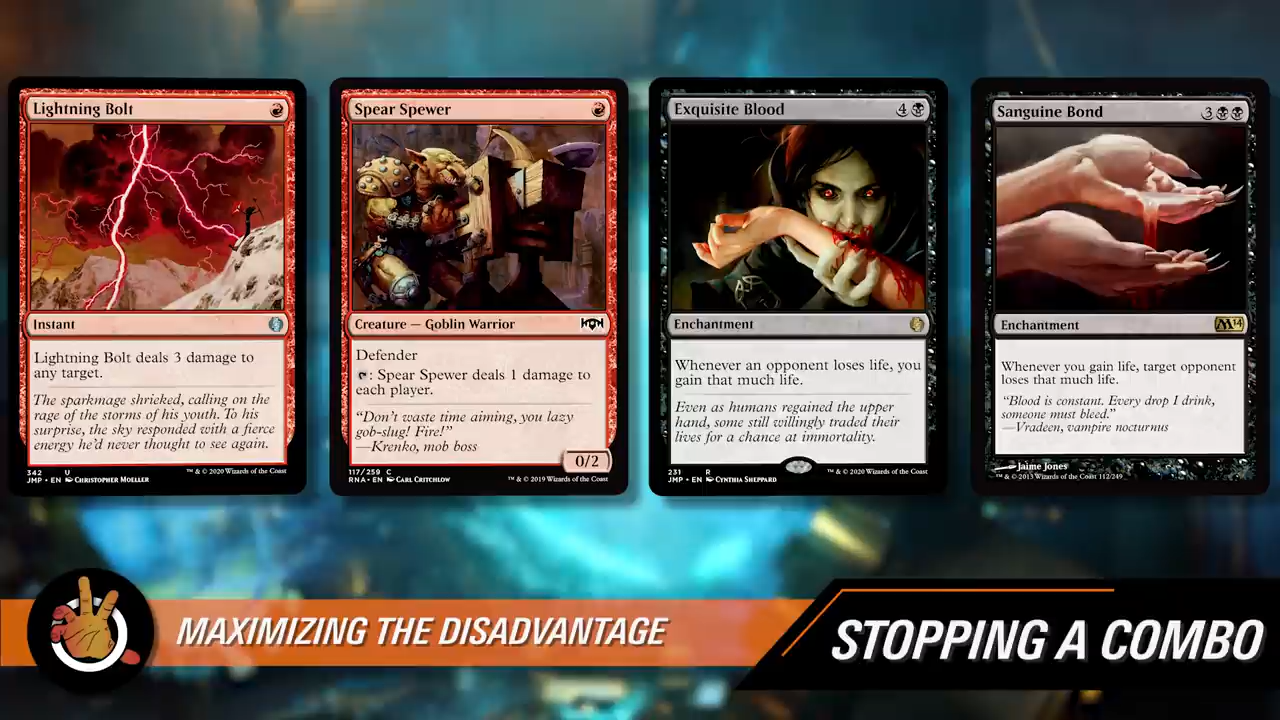 Lightning Bolt
Instant
Lightning Bolt deals 3 damage to
any target.
The sparkmage shrieked, calling on the
rage of the storms of his youth. To his
surprise, the sky responded with a fierce
energy he'd never thought to see again.
342 U
JMP • EN Christopher Moeller
™ & © 2020 Wizards of the Coast
Spear Spewer
Creature — Goblin Warrior
Defender
: Spear Spewer deals 1 damage to
each player.
"Don't waste time aiming, you lazy
gob-slug! Fire!"
—Krenko, mob boss
0/2
117/259 C
RNA • EN Carl Critchlow
™ & © 2019 Wizards of the Coast
Exquisite Blood
4
Enchantment
Whenever an opponent loses life, you
gain that much life.
Even as humans regained the upper
hand, some still willingly traded their
lives for a chance at immortality.
231 R
JMP • EN Cynthia Sheppard
™ & © 2020 Wizards of the Coast
Sanguine Bond
3
Enchantment
M14
Whenever you gain life, target opponent
loses that much life.
"Blood is constant. Every drop I drink,
someone must bleed."
—Vradeen, vampire nocturnus
Jaime Jones
™ & © 2013 Wizards of the Coast 112/249
MAXIMIZING THE DISADVANTAGE
STOPPING A COMBO